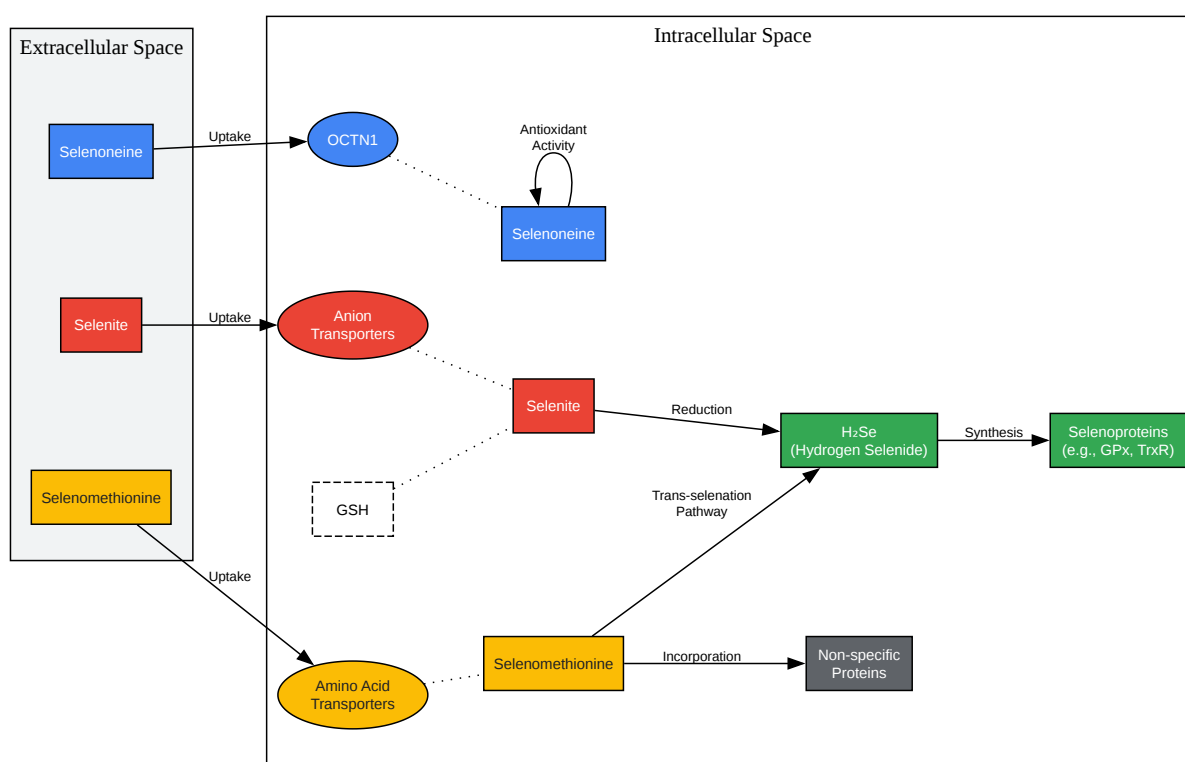 Extracellular Space
Intracellular Space
Selenoneine
Uptake
OCTN1
Antioxidant
Activity
Selenoneine
Selenite
Uptake
Anion
Transporters
Selenite
Reduction
H₂Se
(Hydrogen Selenide)
Synthesis
Selenoproteins
(e.g., GPx, TrxR)
Selenomethionine
GSH
Trans-selenation
Pathway
Uptake
Amino Acid
Transporters
Selenomethionine
Incorporation
Non-specific
Proteins